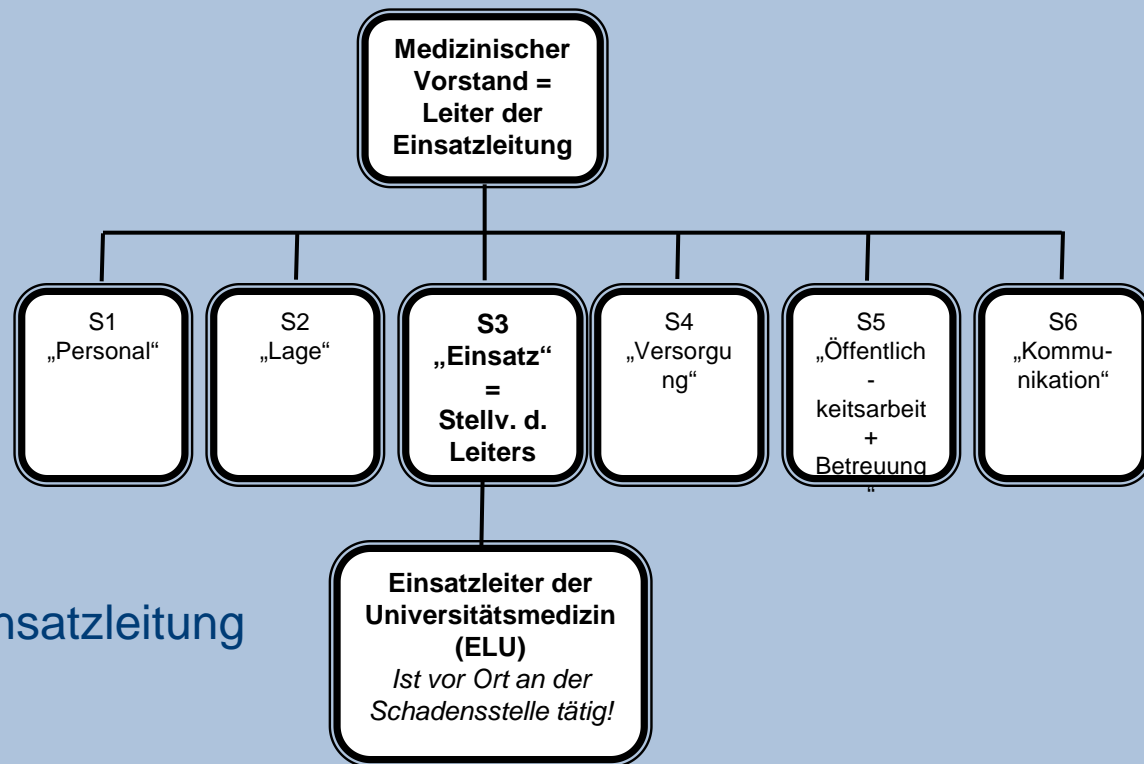 Medizinischer
Vorstand =
Leiter der
Einsatzleitung
S1
„Personal“
S2
„Lage“
S3
„Einsatz“
=
Stellv. d.
Leiters
S4
„Versorgu
ng“
S5
„Öffentlich
-
keitsarbeit
+
Betreuung
“
S6
„Kommu-
nikation“
Einsatzleiter der
Universitätsmedizin
(ELU)
Ist vor Ort an der
Schadensstelle tätig!
nsatzleitung